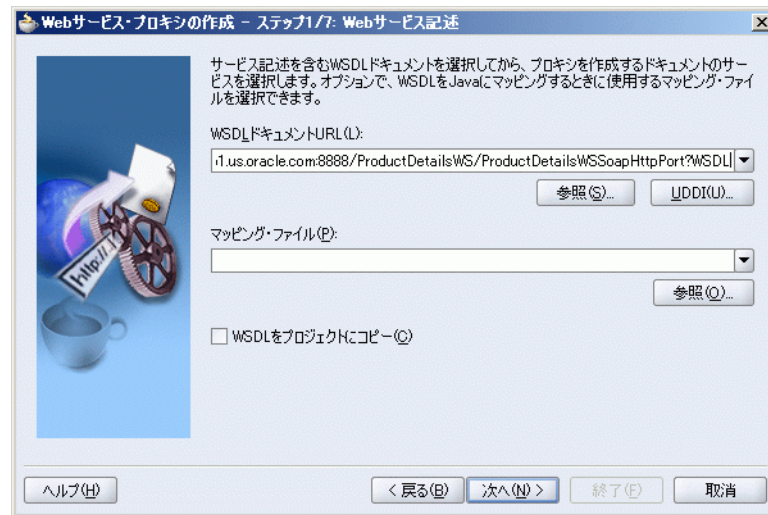 Webサービス・プロキシの作成 - ステップ1/7: Webサービス記述
サービス記述を含むWSDLドキュメントを選択してから、プロキシを作成するドキュメントのサー
ビスを選択します。オプションで、WSDLをJavaにマッピングするときに使用するマッピング・ファイ
ルを選択できます。
WSDLドキュメントURL(L):
1.us.oracle.com:8888/ProductDetailsWS/ProductDetailsWSSoapHttpPort?WSDL
参照(S)... UDDI(U)...
マッピング・ファイル(P):
参照(O)...
WSDLをプロジェクトにコピー(C)
http://
ヘルプ(H) < 戻る(B) 次へ(N) > 終了(F) 取消